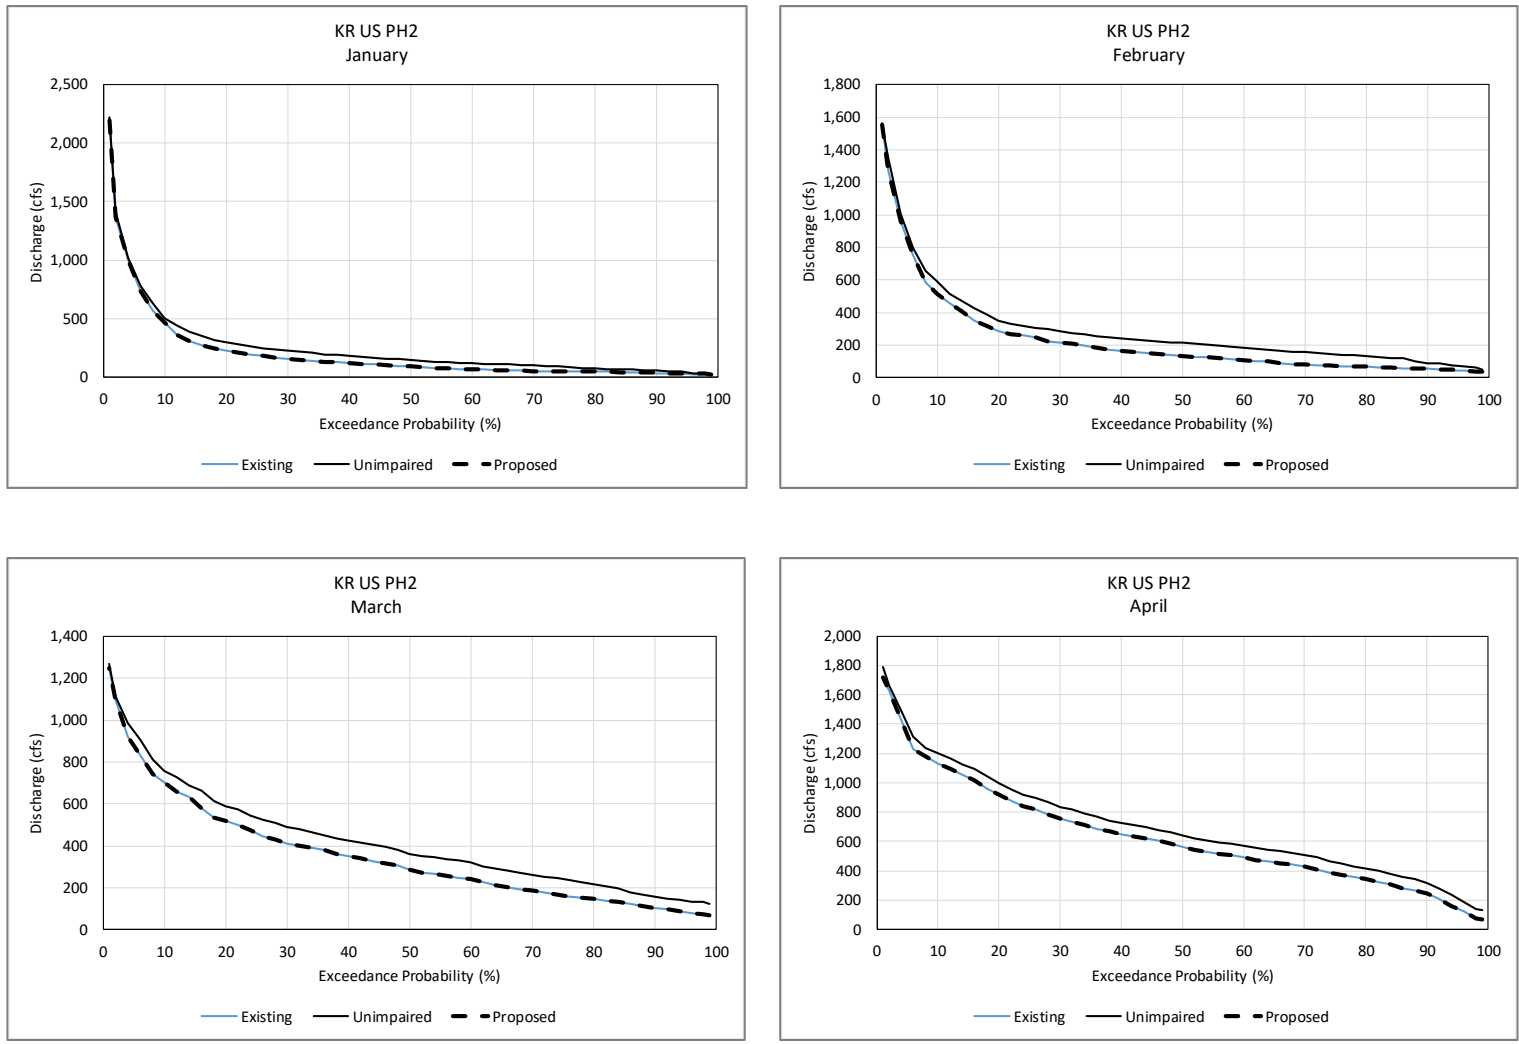 KR US PH2
January
2,500
2,000
1,500
1,000
500
0
Discharge (cfs)
0 10 20 30 40 50 60 70 80 90 100
Exceedance Probability (%)
Existing Unimpaired Proposed
KR US PH2
February
1,800
1,600
1,400
1,200
1,000
800
600
400
200
0
Discharge (cfs)
0 10 20 30 40 50 60 70 80 90 100
Exceedance Probability (%)
Existing Unimpaired Proposed
KR US PH2
March
1,400
1,200
1,000
800
600
400
200
0
Discharge (cfs)
0 10 20 30 40 50 60 70 80 90 100
Exceedance Probability (%)
Existing Unimpaired Proposed
KR US PH2
April
2,000
1,800
1,600
1,400
1,200
1,000
800
600
400
200
0
Discharge (cfs)
0 10 20 30 40 50 60 70 80 90 100
Exceedance Probability (%)
Existing Unimpaired Proposed